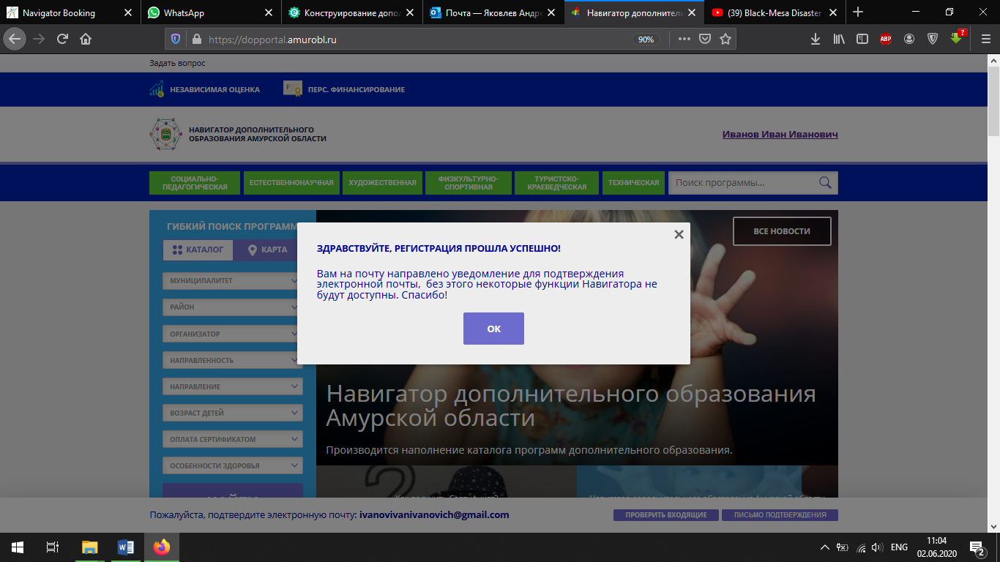 Navigator Booking
WhatsApp
Конструирование допол
Почта — Яковлев Андре
Навигатор дополнитель
(39) Black-Mesa Disaster
https://dopportal.amurobl.ru
90%
ABP
?
Задать вопрос
НЕЗАВИСИМАЯ ОЦЕНКА
ПЕРС. ФИНАНСИРОВАНИЕ
НАВИГАТОР ДОПОЛНИТЕЛЬНОГО
ОБРАЗОВАНИЯ АМУРСКОЙ ОБЛАСТИ
Иванов Иван Иванович
СОЦИАЛЬНО-
ПЕДАГОГИЧЕСКАЯ
ЕСТЕСТВЕННОНАУЧНАЯ
ХУДОЖЕСТВЕННАЯ
ФИЗКУЛЬТУРНО-
СПОРТИВНАЯ
ТУРИСТСКО-
КРАЕВЕДЧЕСКАЯ
ТЕХНИЧЕСКАЯ
Поиск программы...
ГИБКИЙ ПОИСК ПРОГРАММ
КАТАЛОГ
КАРТА
МУНИЦИПАЛИТЕТ
РАЙОН
ОРГАНИЗАТОР
НАПРАВЛЕННОСТЬ
НАПРАВЛЕНИЕ
ВОЗРАСТ ДЕТЕЙ
ОПЛАТА СЕРТИФИКАТОМ
ОСОБЕННОСТИ ЗДОРОВЬЯ
ВСЕ НОВОСТИ
ЗДРАВСТВУЙТЕ, РЕГИСТРАЦИЯ ПРОШЛА УСПЕШНО!
Вам на почту направлено уведомление для подтверждения
электронной почты, без этого некоторые функции Навигатора не
будут доступны. Спасибо!
ОК
Навигатор дополнительного образования
Амурской области
Производится наполнение каталога программ дополнительного образования.
Пожалуйста, подтвердите электронную почту: ivanovivanivanovich@gmail.com
ПРОВЕРИТЬ ВХОДЯЩИЕ
ПИСЬМО ПОДТВЕРЖДЕНИЯ
ENG
11:04
02.06.2020
2